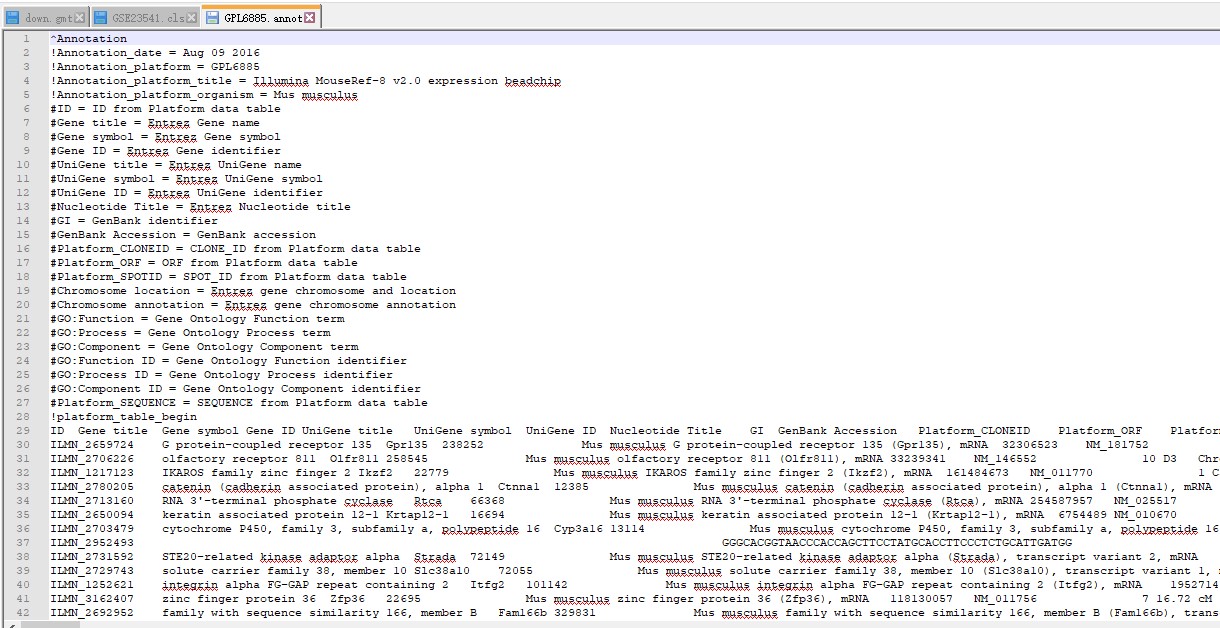 down.gmt GSE23541.cls GPL6885.annot
1 ^Annotation
2 !Annotation_date = Aug 09 2016
3 !Annotation_platform = GPL6885
4 !Annotation_platform_title = Illumina MouseRef-8 v2.0 expression beadchip
5 !Annotation_platform_organism = Mus musculus
6 #ID = ID from Platform data table
7 #Gene title = Entrez Gene name
8 #Gene symbol = Entrez Gene symbol
9 #Gene ID = Entrez Gene identifier
10 #UniGene title = Entrez UniGene name
11 #UniGene symbol = Entrez UniGene symbol
12 #UniGene ID = Entrez UniGene identifier
13 #Nucleotide Title = Entrez Nucleotide title
14 #GI = GenBank identifier
15 #GenBank Accession = GenBank accession
16 #Platform_CLONEID = CLONE_ID from Platform data table
17 #Platform_ORF = ORF from Platform data table
18 #Platform_SPOTID = SPOT_ID from Platform data table
19 #Chromosome location = Entrez gene chromosome and location
20 #Chromosome annotation = Entrez gene chromosome annotation
21 #GO:Function = Gene Ontology Function term
22 #GO:Process = Gene Ontology Process term
23 #GO:Component = Gene Ontology Component term
24 #GO:Function ID = Gene Ontology Function identifier
25 #GO:Process ID = Gene Ontology Process identifier
26 #GO:Component ID = Gene Ontology Component identifier
27 #Platform_SEQUENCE = SEQUENCE from Platform data table
28 !platform_table_begin
29 ID Gene title Gene symbol Gene ID UniGene title UniGene symbol UniGene ID Nucleotide Title GI GenBank Accession Platform_CLONEID Platform_ORF Platfor
30 ILMN_2659724 G protein-coupled receptor 135 Gpr135 238252 Mus musculus G protein-coupled receptor 135 (Gpr135), mRNA 32306523 NM_181752
31 ILMN_2706226 olfactory receptor 811 Olfr811 258545 Mus musculus olfactory receptor 811 (Olfr811), mRNA 33239341 NM_146552 10 D3 Chr
32 ILMN_1217123 IKAROS family zinc finger 2 Ikzf2 22779 Mus musculus IKAROS family zinc finger 2 (Ikzf2), mRNA 161484673 NM_011770 1 C
33 ILMN_2780205 catenin (cadherin associated protein), alpha 1 Ctnna1 12385 Mus musculus catenin (cadherin associated protein), alpha 1 (Ctnna1), mRNA
34 ILMN_2713160 RNA 3'-terminal phosphate cyclase Rtca 66368 Mus musculus RNA 3'-terminal phosphate cyclase (Rtca), mRNA 254587957 NM_025517
35 ILMN_2650094 keratin associated protein 12-1 Krtap12-1 16694 Mus musculus keratin associated protein 12-1 (Krtap12-1), mRNA 6754489 NM_010670
36 ILMN_2703479 cytochrome P450, family 3, subfamily a, polypeptide 16 Cyp3a16 13114 Mus musculus cytochrome P450, family 3, subfamily a, polypeptide 16
37 ILMN_2952493 GGGCACGGTAACCCACCAGCTTCCTATGCACCTTCCCTCTGCATTGATGG
38 ILMN_2731592 STE20-related kinase adaptor alpha Strada 72149 Mus musculus STE20-related kinase adaptor alpha (Strada), transcript variant 2, mRNA
39 ILMN_2729743 solute carrier family 38, member 10 Slc38a10 72055 Mus musculus solute carrier family 38, member 10 (Slc38a10), transcript variant 1,
40 ILMN_1252621 integrin alpha FG-GAP repeat containing 2 Itfg2 101142 Mus musculus integrin alpha FG-GAP repeat containing 2 (Itfg2), mRNA 1952714
41 ILMN_3162407 zinc finger protein 36 Zfp36 22695 Mus musculus zinc finger protein 36 (Zfp36), mRNA 118130057 NM_011756 7 16.72 cM
42 ILMN_2692952 family with sequence similarity 166, member B Fam166b 329831 Mus musculus family with sequence similarity 166, member B (Fam166b), trans